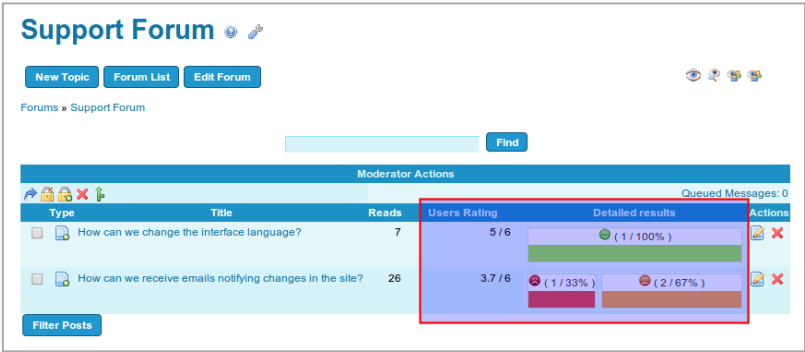 Support Forum
New Topic Forum List Edit Forum
Forums » Support Forum
Find
Moderator Actions
Queued Messages: 0
Type Title Reads Users Rating Detailed results Actions
How can we change the interface language? 7 5 / 6 ( 1 / 100% )
How can we receive emails notifying changes in the site? 26 3.7 / 6 ( 1 / 33% ) ( 2 / 67% )
Filter Posts